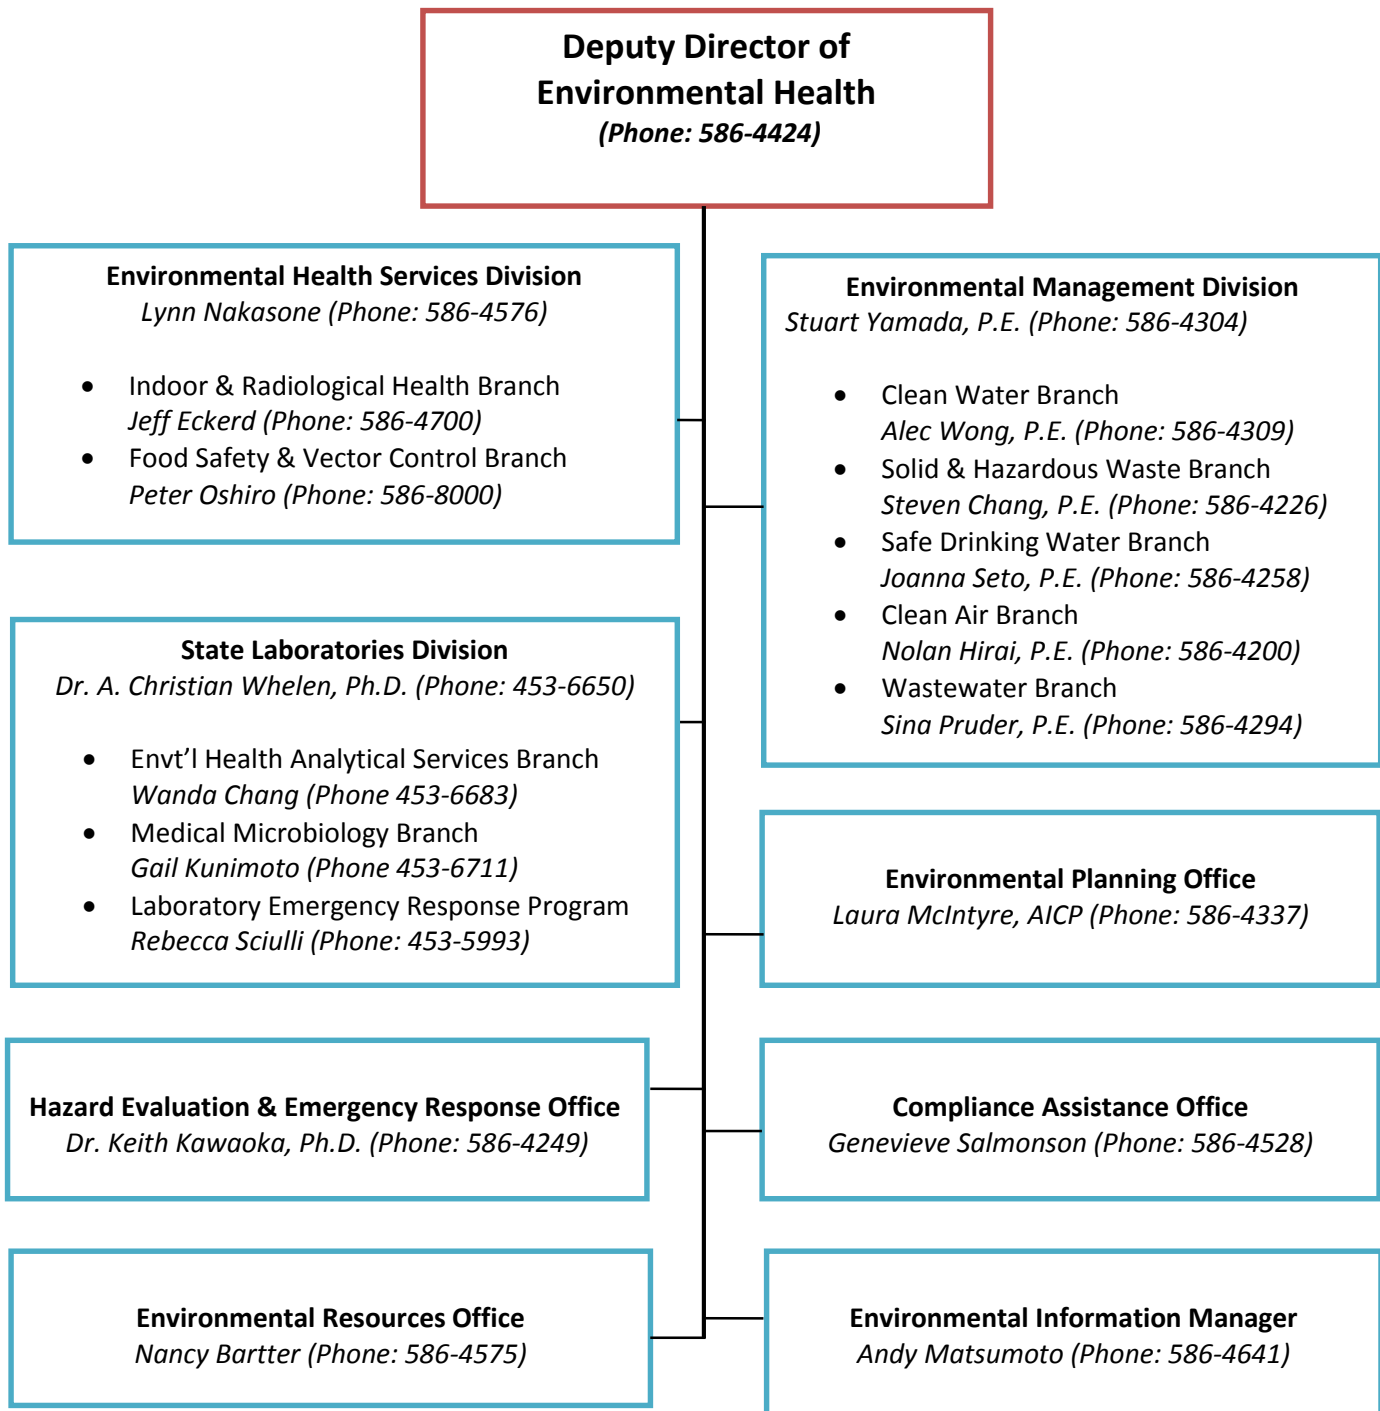 Deputy Director of
Environmental Health
(Phone: 586-4424)
Environmental Health Services Division
Lynn Nakasone (Phone: 586-4576)
• Indoor & Radiological Health Branch
Jeff Eckerd (Phone: 586-4700)
• Food Safety & Vector Control Branch
Peter Oshiro (Phone: 586-8000)
Environmental Management Division
Stuart Yamada, P.E. (Phone: 586-4304)
• Clean Water Branch
Alec Wong, P.E. (Phone: 586-4309)
• Solid & Hazardous Waste Branch
Steven Chang, P.E. (Phone: 586-4226)
• Safe Drinking Water Branch
Joanna Seto, P.E. (Phone: 586-4258)
• Clean Air Branch
Nolan Hirai, P.E. (Phone: 586-4200)
• Wastewater Branch
Sina Pruder, P.E. (Phone: 586-4294)
State Laboratories Division
Dr. A. Christian Whelen, Ph.D. (Phone: 453-6650)
• Envt’l Health Analytical Services Branch
Wanda Chang (Phone 453-6683)
• Medical Microbiology Branch
Gail Kunimoto (Phone 453-6711)
• Laboratory Emergency Response Program
Rebecca Sciulli (Phone: 453-5993)
Environmental Planning Office
Laura McIntyre, AICP (Phone: 586-4337)
Hazard Evaluation & Emergency Response Office
Dr. Keith Kawaoka, Ph.D. (Phone: 586-4249)
Compliance Assistance Office
Genevieve Salmonson (Phone: 586-4528)
Environmental Resources Office
Nancy Bartter (Phone: 586-4575)
Environmental Information Manager
Andy Matsumoto (Phone: 586-4641)